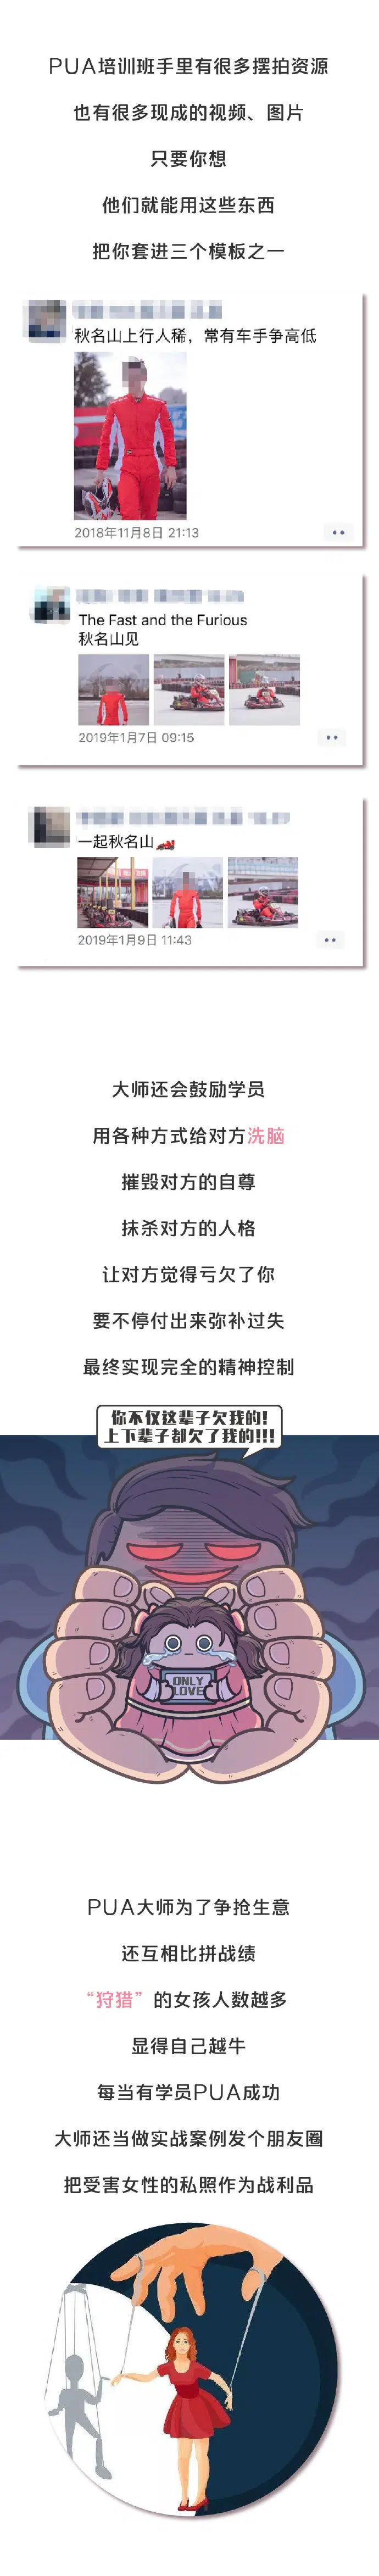 PUA培训班手里有很多摆拍资源
也有很多现成的视频、图片
只要你想
他们就能用这些东西
把你套进三个模板之一
秋名山上行人稀，常有车手争高低
2018年11月8日 21:13
The Fast and the Furious
秋名山见
2019年1月7日 09:15
一起秋名山
2019年1月9日 11:43
大师还会鼓励学员
用各种方式给对方洗脑
摧毁对方的自尊
抹杀对方的人格
让对方觉得亏欠了你
要不停付出来弥补过失
最终实现完全的精神控制
你不仅这辈子欠我的!
上下辈子都欠了我的!!!
ONLY
LOVE
PUA大师为了争抢生意
还互相比拼战绩
“狩猎”的女孩人数越多
显得自己越牛
每当有学员PUA成功
大师还当做实战案例发个朋友圈
把受害女性的私照作为战利品